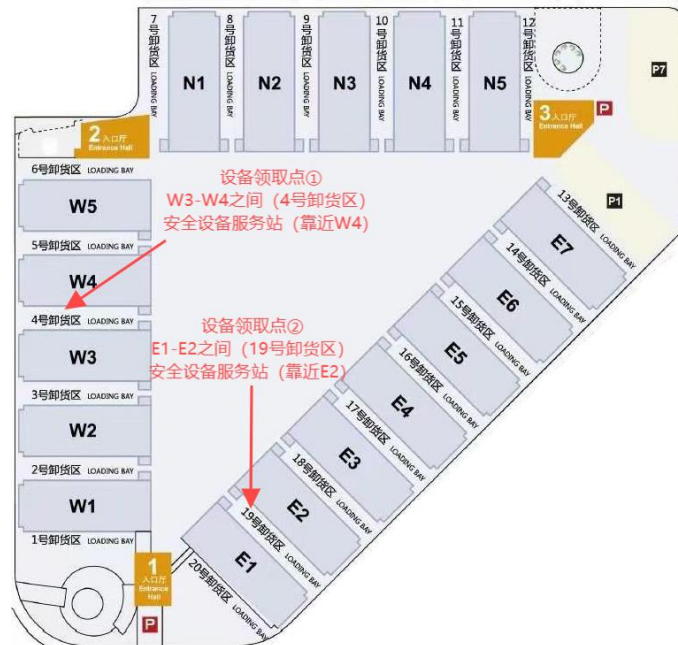 7号卸货区 LOADING BAY
N1
8号卸货区 LOADING BAY
N2
9号卸货区 LOADING BAY
N3
10号卸货区 LOADING BAY
N4
11号卸货区 LOADING BAY
N5
12号卸货区 LOADING BAY
P7
2 入口厅
Entrance Hall
3 入口厅
Entrance Hall
P
6号卸货区 LOADING BAY
设备领取点①
W3-W4之间（4号卸货区）
安全设备服务站（靠近W4）
P1
W5
5号卸货区 LOADING BAY
W4
4号卸货区 LOADING BAY
W3
3号卸货区 LOADING BAY
W2
2号卸货区 LOADING BAY
W1
1号卸货区 LOADING BAY
设备领取点②
E1-E2之间（19号卸货区）
安全设备服务站（靠近E2）
13号卸货区 LOADING BAY
E7
14号卸货区 LOADING BAY
E6
15号卸货区 LOADING BAY
E5
16号卸货区 LOADING BAY
E4
17号卸货区 LOADING BAY
E3
18号卸货区 LOADING BAY
E2
19号卸货区 LOADING BAY
E1
20号卸货区 LOADING BAY
1
入口厅
Entrance
Hall
P